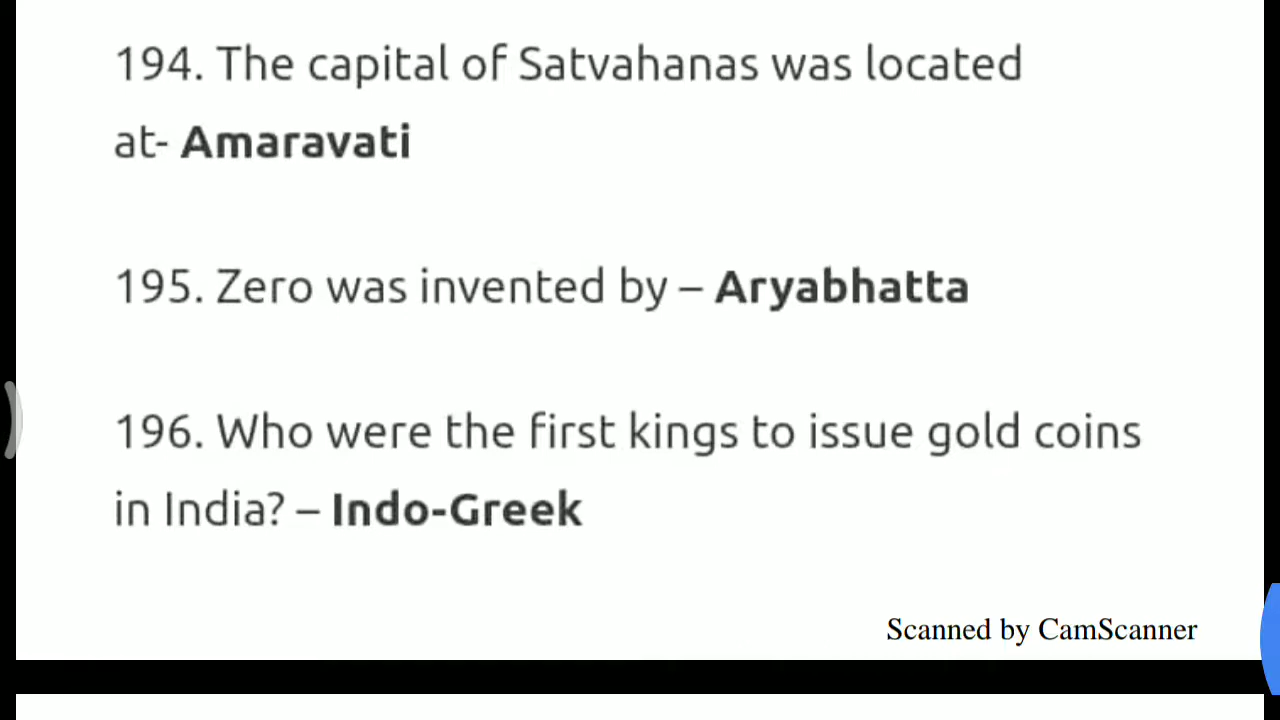 194. The capital of Satvahanas was located
at- Amaravati
195. Zero was invented by – Aryabhatta
196. Who were the first kings to issue gold coins
in India? – Indo-Greek
Scanned by CamScanner